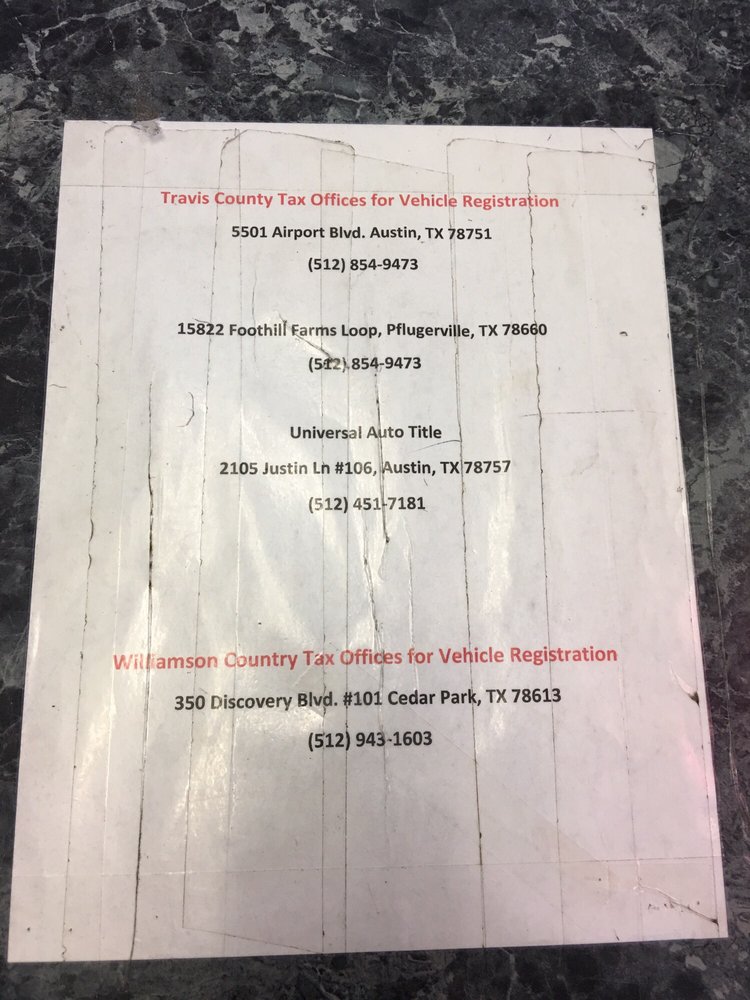 Travis County Tax Offices for Vehicle Registration
5501 Airport Blvd. Austin, TX 78751
(512) 854-9473
15822 Foothill Farms Loop, Pflugerville, TX 78660
(512) 854-9473
Universal Auto Title
2105 Justin Ln #106, Austin, TX 78757
(512) 451-7181
Williamson Country Tax Offices for Vehicle Registration
350 Discovery Blvd. #101 Cedar Park, TX 78613
(512) 943-1603